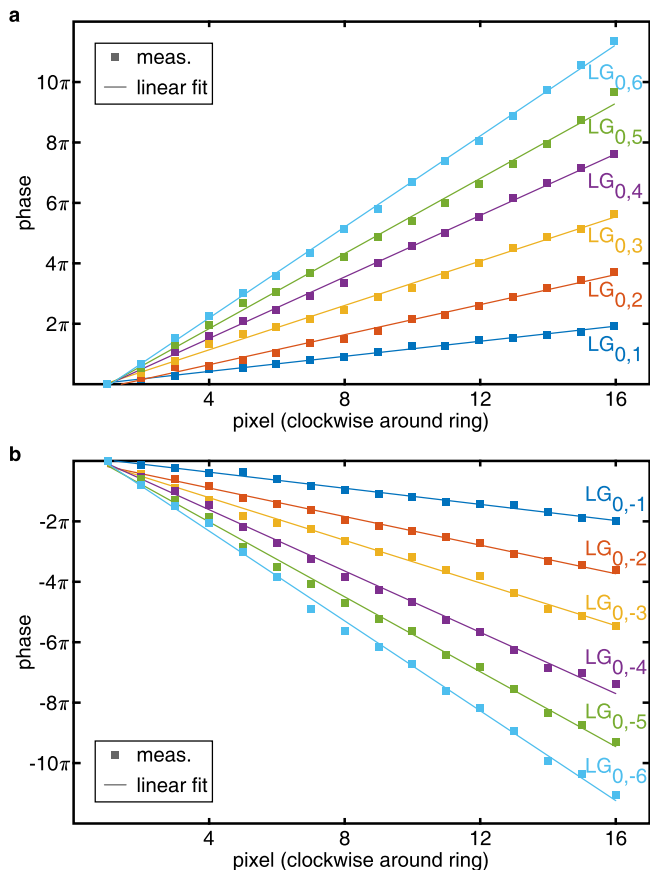 a
meas.
linear fit
10π
8π
6π
4π
2π
phase
LG0,6
LG0,5
LG0,4
LG0,3
LG0,2
LG0,1
4
8
12
16
pixel (clockwise around ring)
b
-2π
-4π
-6π
-8π
-10π
phase
LG0,-1
LG0,-2
LG0,-3
LG0,-4
LG0,-5
LG0,-6
meas.
linear fit
4
8
12
16
pixel (clockwise around ring)